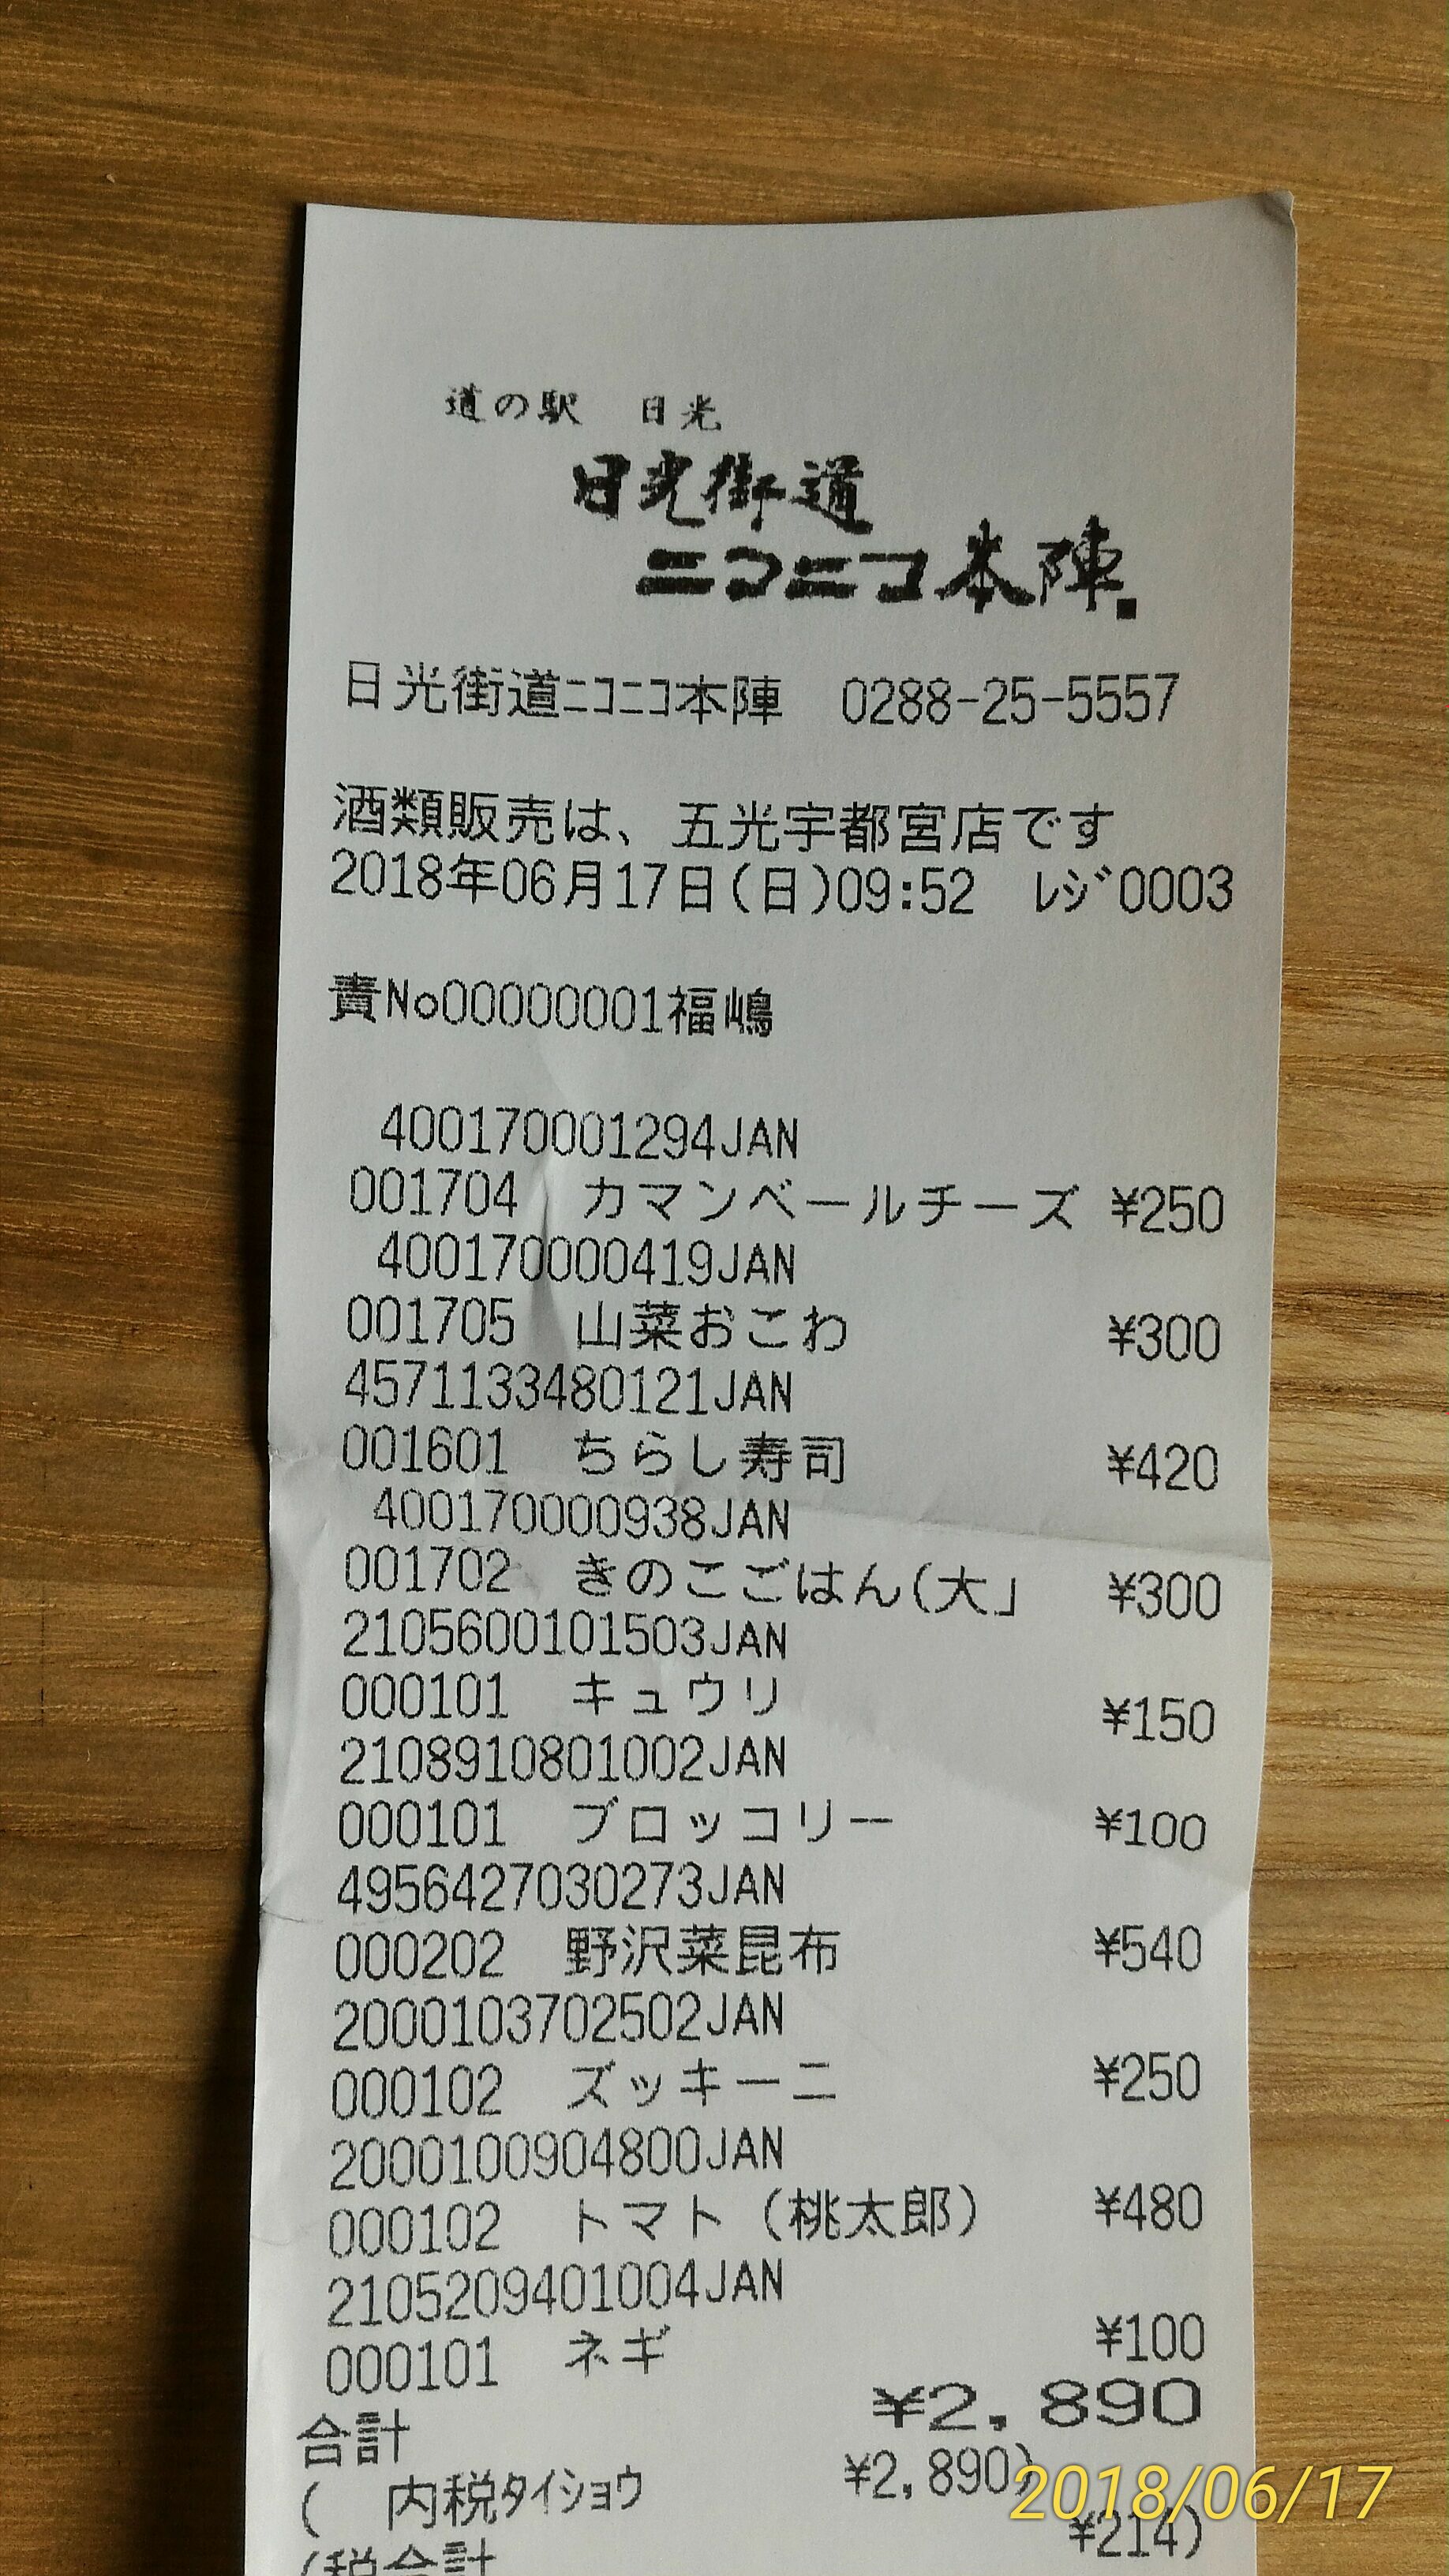 道の駅 日光
日光街道
ニコニコ本陣.
日光街道ﾆｺﾆｺ本陣 0288-25-5557
酒類販売は、五光宇都宮店です
2018年06月17日(日)09:52 ﾚｼﾞ0003
責No00000001福嶋
400170001294JAN
001704 カマンベールチーズ ¥250
400170000419JAN
001705 山菜おこわ ¥300
4571133480121JAN
001601 ちらし寿司 ¥420
400170000938JAN
001702 きのこごはん(大」 ¥300
2105600101503JAN
000101 キュウリ ¥150
2108910801002JAN
000101 ブロッコリー ¥100
4956427030273JAN
000202 野沢菜昆布 ¥540
2000103702502JAN
000102 ズッキーニ ¥250
2000100904800JAN
000102 トマト(桃太郎) ¥480
2105209401004JAN
000101 ネギ ¥100
合計 ¥2,890
( 内税ﾀｲｼｮｳ ¥2,890)
(税合計 ¥214)
2018/06/17